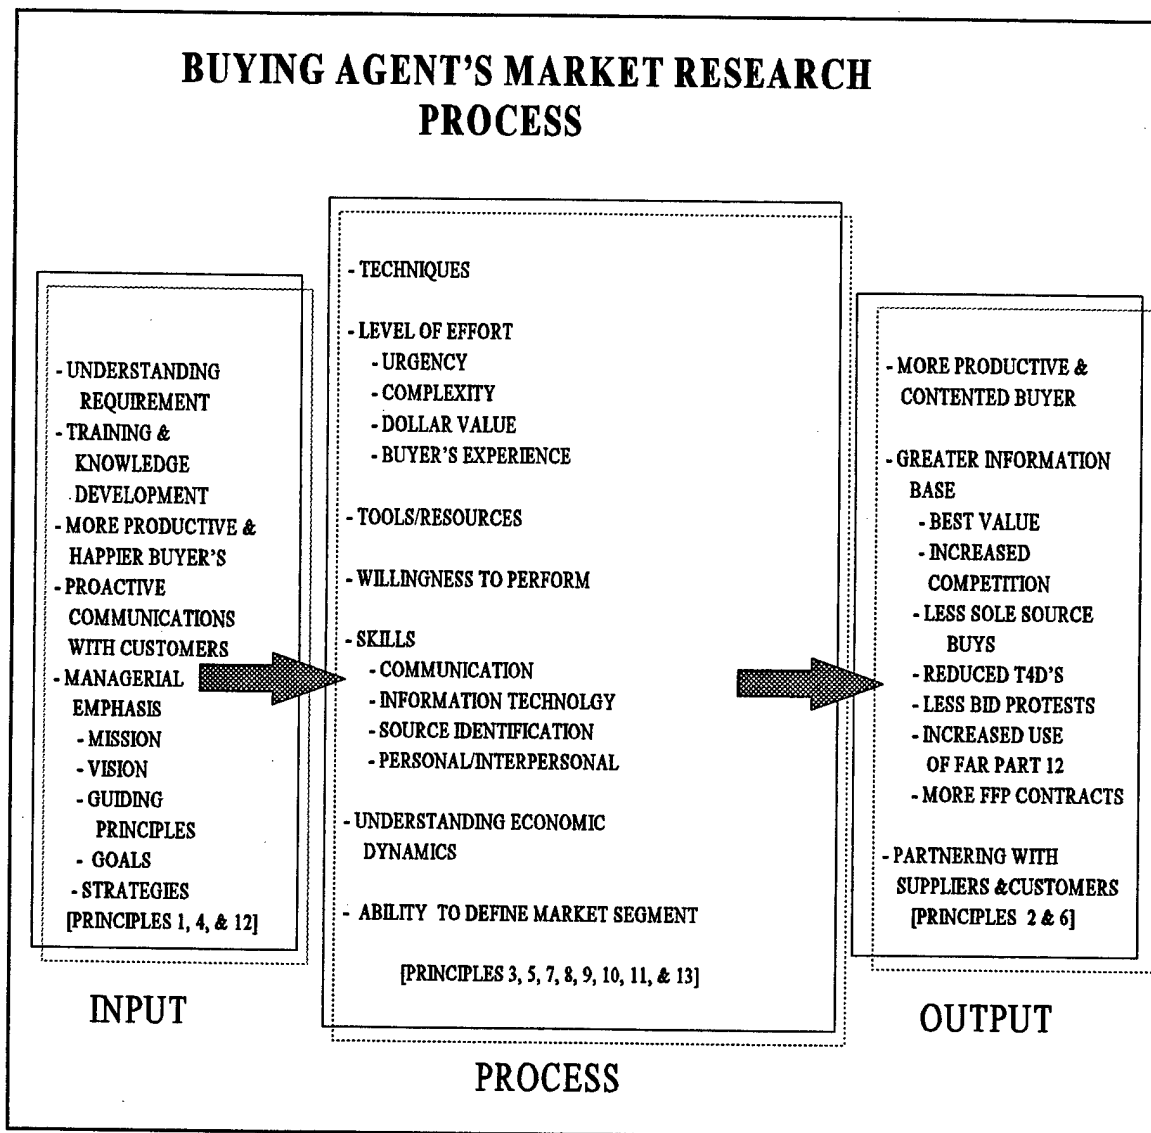 BUYING AGENT'S MARKET RESEARCH
PROCESS
- UNDERSTANDING
REQUIREMENT
- TRAINING &
KNOWLEDGE
DEVELOPMENT
- MORE PRODUCTIVE &
HAPPIER BUYER'S
- PROACTIVE
COMMUNICATIONS
WITH CUSTOMERS
- MANAGERIAL
EMPHASIS
- MISSION
- VISION
- GUIDING
PRINCIPLES
- GOALS
- STRATEGIES
[PRINCIPLES 1, 4, & 12]
INPUT
- TECHNIQUES
- LEVEL OF EFFORT
- URGENCY
- COMPLEXITY
- DOLLAR VALUE
- BUYER'S EXPERIENCE
- TOOLS/RESOURCES
- WILLINGNESS TO PERFORM
- SKILLS
- COMMUNICATION
- INFORMATION TECHNOLGY
- SOURCE IDENTIFICATION
- PERSONAL/INTERPERSONAL
- UNDERSTANDING ECONOMIC
DYNAMICS
- ABILITY TO DEFINE MARKET SEGMENT
[PRINCIPLES 3, 5, 7, 8, 9, 10, 11, & 13]
PROCESS
- MORE PRODUCTIVE &
CONTENTED BUYER
- GREATER INFORMATION
BASE
- BEST VALUE
- INCREASED
COMPETITION
- LESS SOLE SOURCE
BUYS
- REDUCED T4D'S
- LESS BID PROTESTS
- INCREASED USE
OF FAR PART 12
- MORE FFP CONTRACTS
- PARTNERING WITH
SUPPLIERS &CUSTOMERS
[PRINCIPLES 2 & 6]
OUTPUT